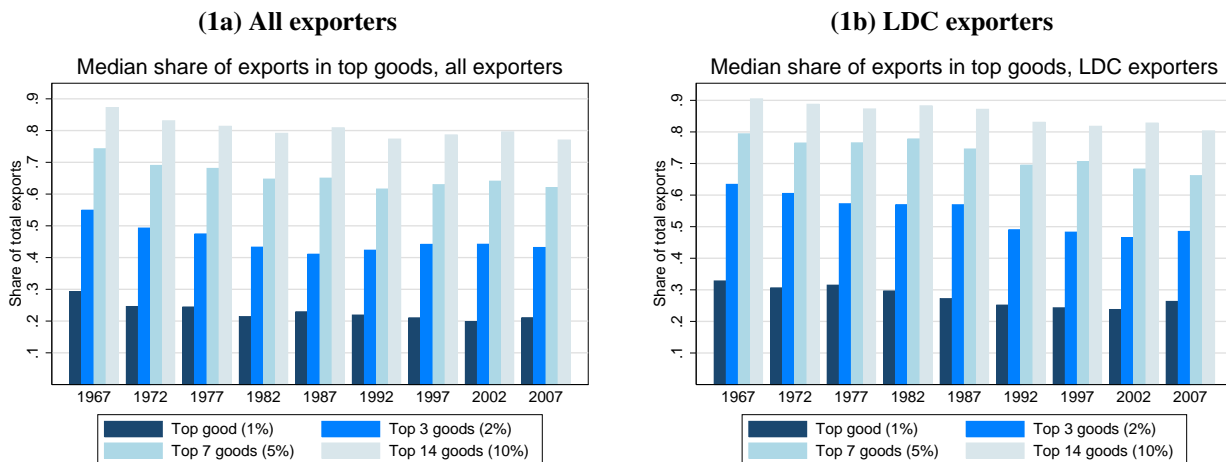 (1a) All exporters
Median share of exports in top goods, all exporters
Share of total exports
.1 .2 .3 .4 .5 .6 .7 .8 .9
1967 1972 1977 1982 1987 1992 1997 2002 2007
Top good (1%) Top 3 goods (2%)
Top 7 goods (5%) Top 14 goods (10%)
(1b) LDC exporters
Median share of exports in top goods, LDC exporters
Share of total exports
.1 .2 .3 .4 .5 .6 .7 .8 .9
1967 1972 1977 1982 1987 1992 1997 2002 2007
Top good (1%) Top 3 goods (2%)
Top 7 goods (5%) Top 14 goods (10%)